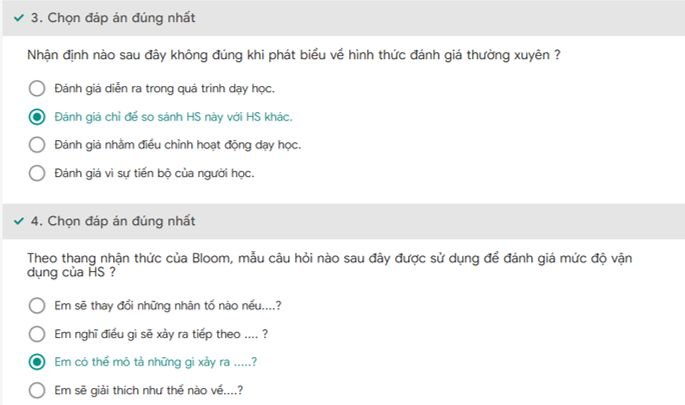 3. Chọn đáp án đúng nhất
Nhận định nào sau đây không đúng khi phát biểu về hình thức đánh giá thường xuyên ?
Đánh giá diễn ra trong quá trình dạy học.
Đánh giá chỉ để so sánh HS này với HS khác.
Đánh giá nhằm điều chỉnh hoạt động dạy học.
Đánh giá vì sự tiến bộ của người học.
4. Chọn đáp án đúng nhất
Theo thang nhận thức của Bloom, mẫu câu hỏi nào sau đây được sử dụng để đánh giá mức độ vận
dụng của HS ?
Em sẽ thay đổi những nhân tố nào nếu....?
Em nghĩ điều gì sẽ xảy ra tiếp theo .... ?
Em có thể mô tả những gì xảy ra .....?
Em sẽ giải thích như thế nào về....?